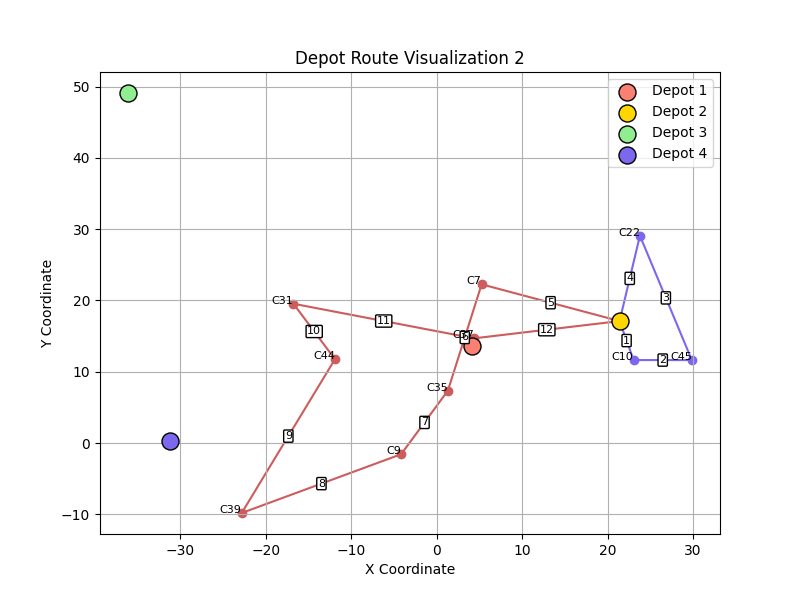 Depot Route Visualization 2
Depot 1
Depot 2
Depot 3
Depot 4
Y Coordinate
50
40
30
20
10
0
−10
C22
4
C7
3
5
C31
11
10
12
1
C44
C10
2
C45
C35
7
9
C9
8
C39
−30
−20
−10
0
10
20
30
X Coordinate